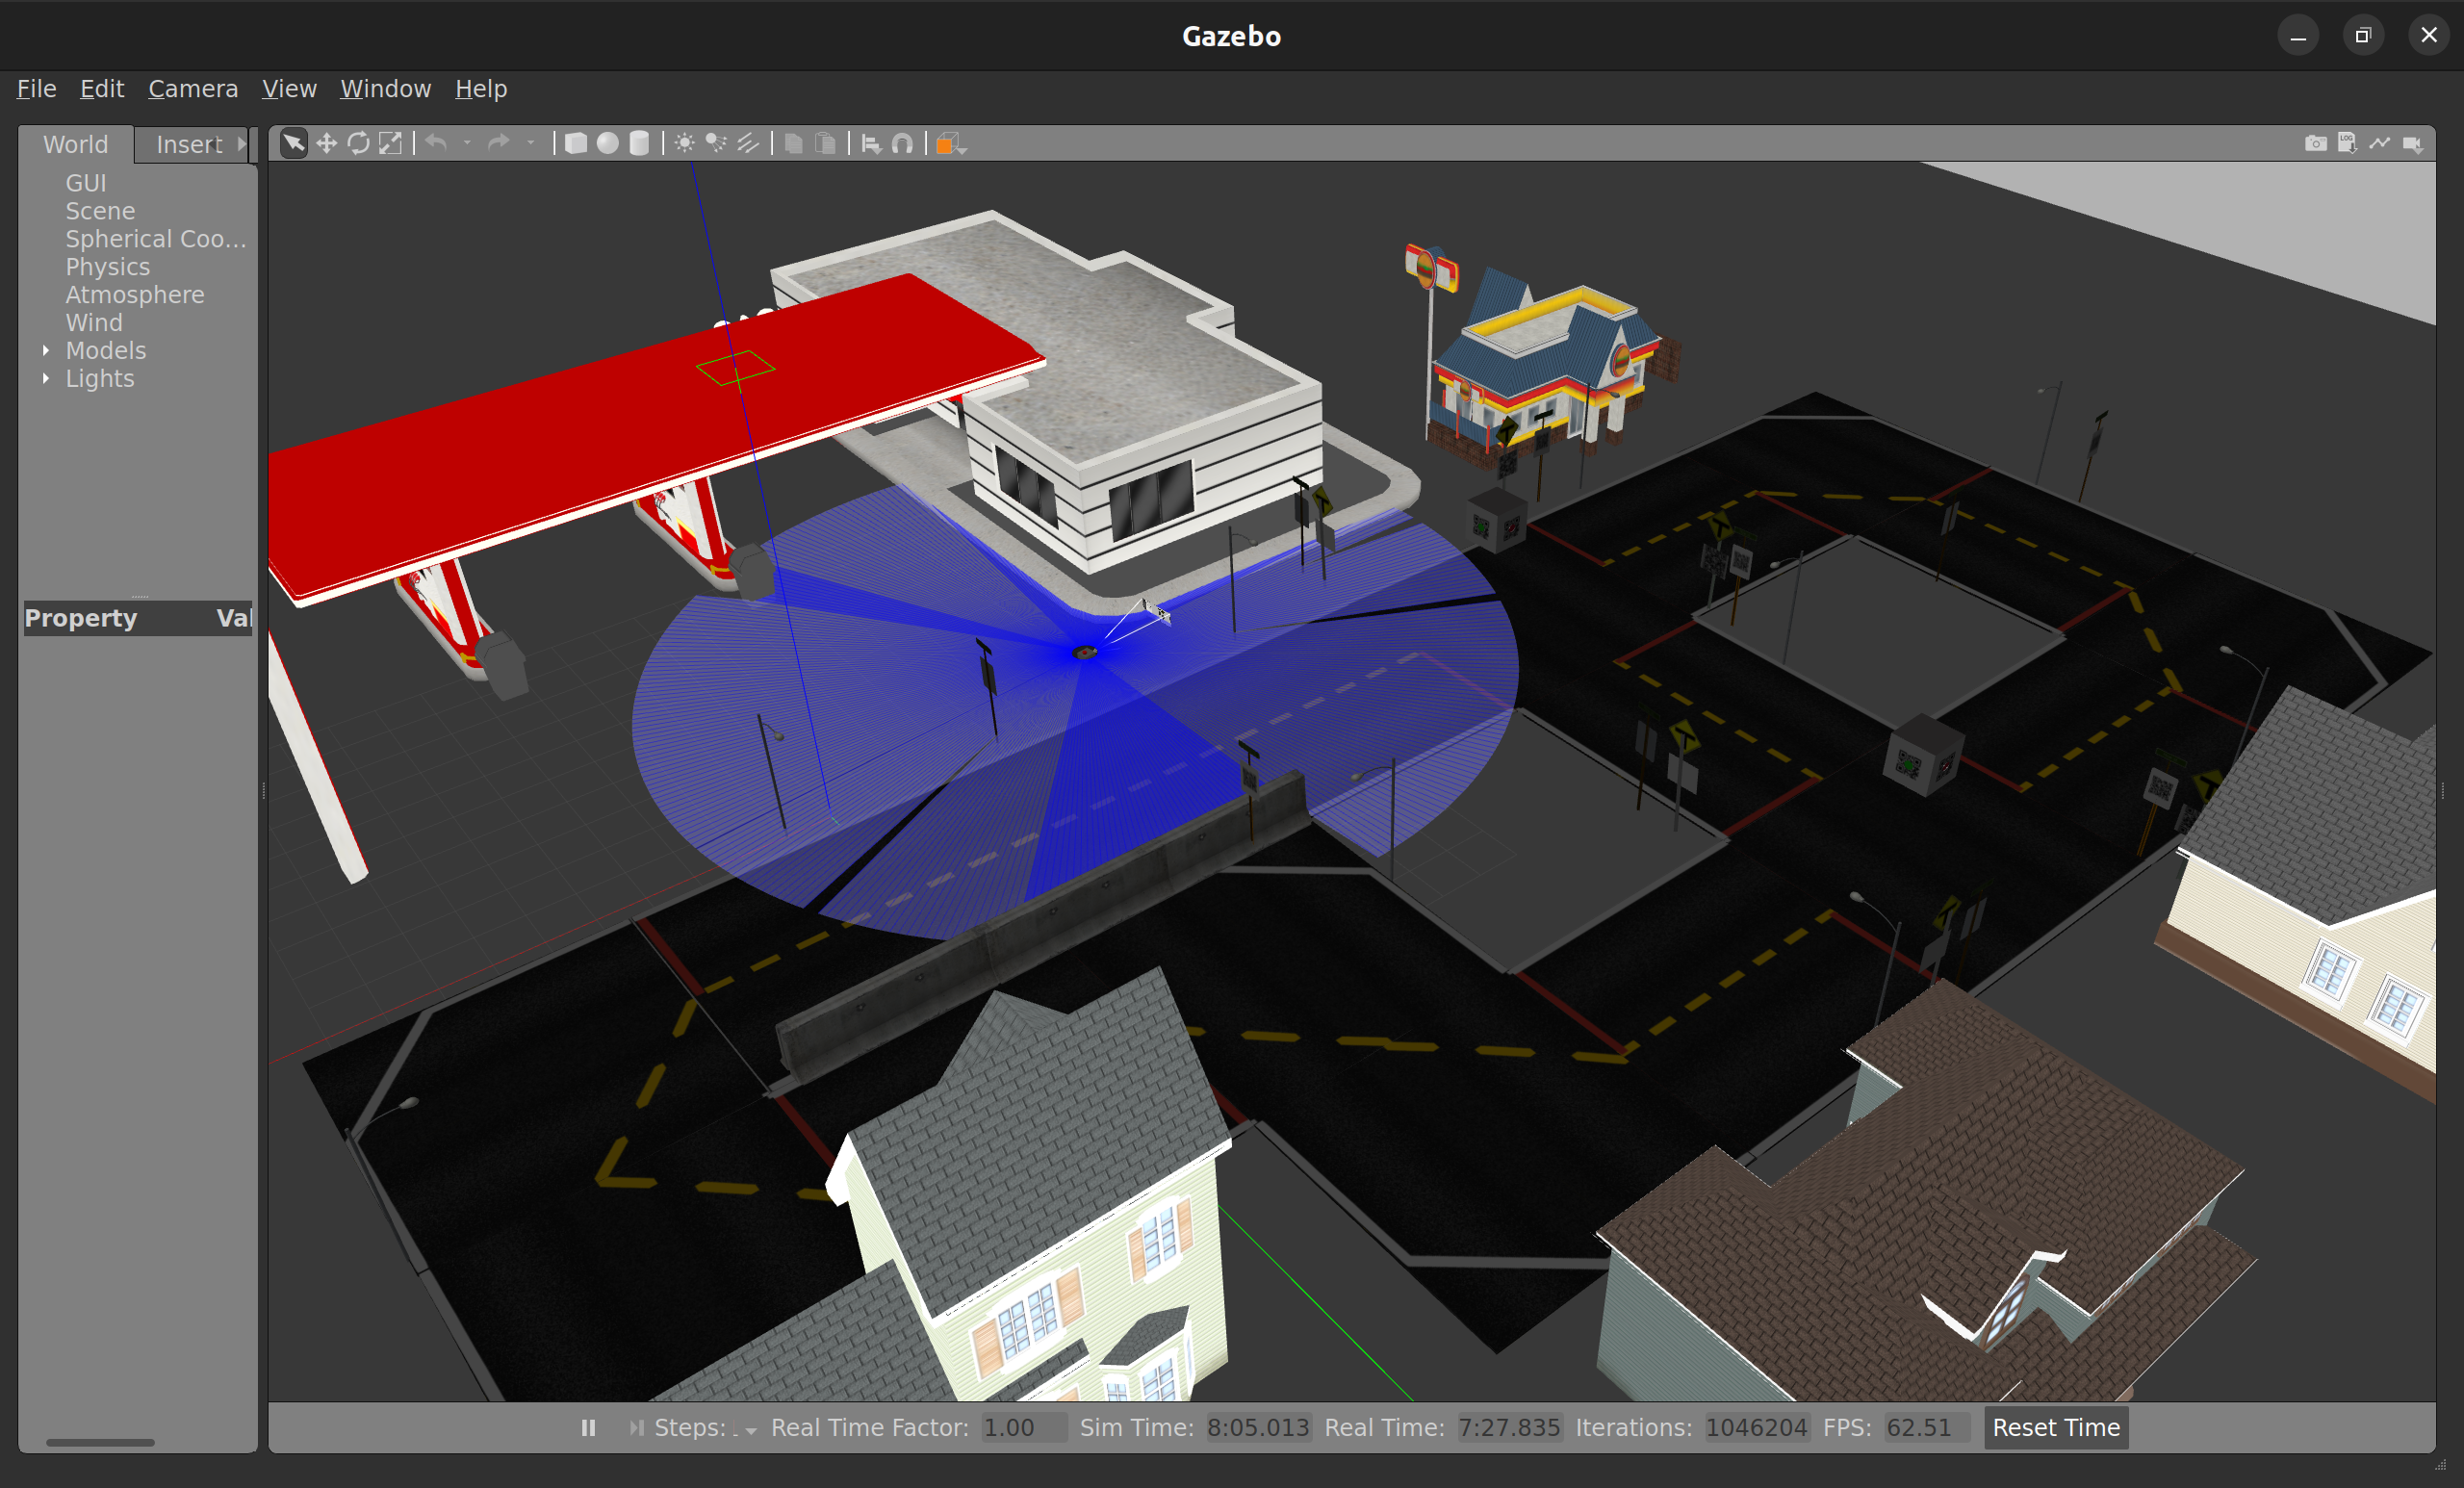 Gazebo
File Edit Camera View Window Help
World Insert
GUI
Scene
Spherical Coo...
Physics
Atmosphere
Wind
Models
Lights
Property Val
Steps: Real Time Factor: 1.00 Sim Time: 8:05.013 Real Time: 7:27.835 Iterations: 1046204 FPS: 62.51 Reset Time